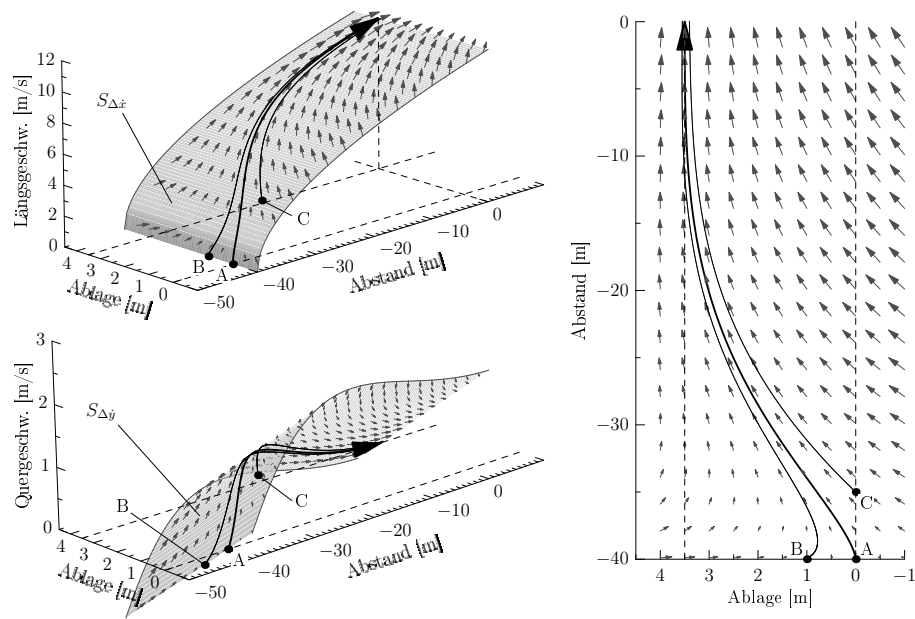 12
10
8
6
4
2
0
Längsgeschw. [m/s]
S_{Δẋ}
4
3
2
1
0
Ablage [m]
−50
−40
−30
−20
−10
0
Abstand [m]
A
B
C
3
2
1
0
Quergeschw. [m/s]
S_{Δẏ}
4
3
2
1
0
Ablage [m]
−50
−40
−30
−20
−10
0
Abstand [m]
A
B
C
0
−10
−20
−30
−40
Abstand [m]
4
3
2
1
0
−1
Ablage [m]
A
B
C